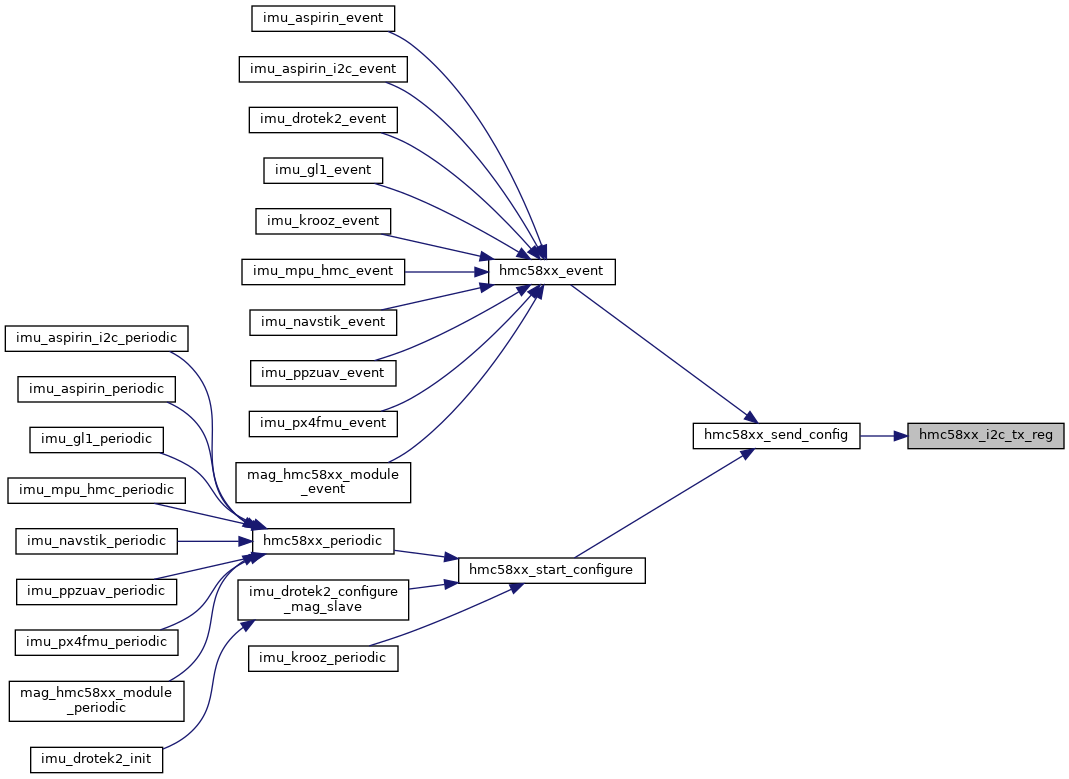 imu_aspirin_event
imu_aspirin_i2c_event
imu_drotek2_event
imu_gl1_event
imu_krooz_event
imu_mpu_hmc_event
hmc58xx_event
imu_navstik_event
imu_aspirin_i2c_periodic
imu_ppzuav_event
imu_aspirin_periodic
imu_px4fmu_event
hmc58xx_send_config
hmc58xx_i2c_tx_reg
imu_gl1_periodic
mag_hmc58xx_module
_event
imu_mpu_hmc_periodic
imu_navstik_periodic
hmc58xx_periodic
hmc58xx_start_configure
imu_ppzuav_periodic
imu_drotek2_configure
_mag_slave
imu_px4fmu_periodic
imu_krooz_periodic
mag_hmc58xx_module
_periodic
imu_drotek2_init